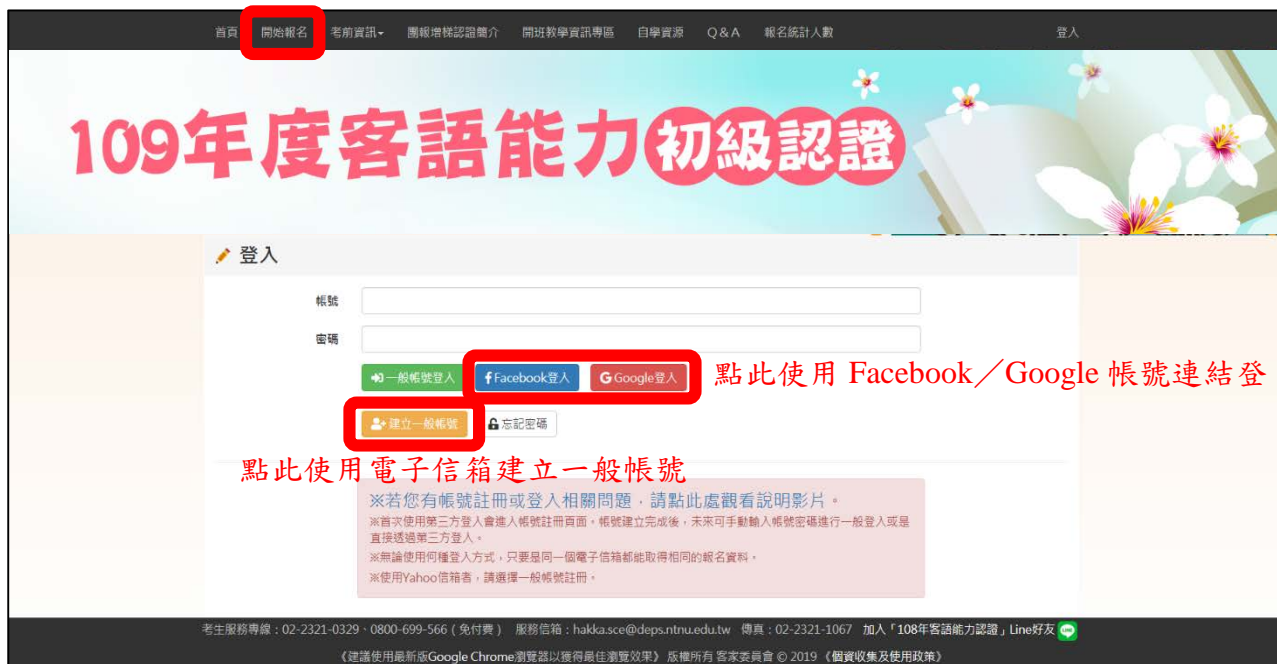 首頁 開始報名 考前資訊 團報增梯認證簡介 開班教學資訊專區 自學資源 Q&A 報名統計人數 登入
109年度客語能力初級認證
登入
帳號
密碼
一般帳號登入 Facebook登入 Google登入 點此使用 Facebook／Google 帳號連結登
建立一般帳號 忘記密碼
點此使用電子信箱建立一般帳號
※若您有帳號註冊或登入相關問題，請點此處觀看說明影片。
※首次使用第三方登入會進入帳號註冊頁面。帳號建立完成後，未來可手動輸入帳號密碼進行一般登入或是
直接透過第三方登入。
※無論使用何種登入方式，只要是同一個電子信箱都能取得相同的報名資料。
※使用Yahoo信箱者，請選擇一般帳號註冊。
考生服務專線：02-2321-0329、0800-699-566 ( 免付費 ) 服務信箱：hakka.sce@deps.ntnu.edu.tw 傳真：02-2321-1067 加入「108年客語能力認證」Line好友
《建議使用最新版Google Chrome瀏覽器以獲得最佳瀏覽效果》 版權所有 客家委員會 © 2019 《個資收集及使用政策》